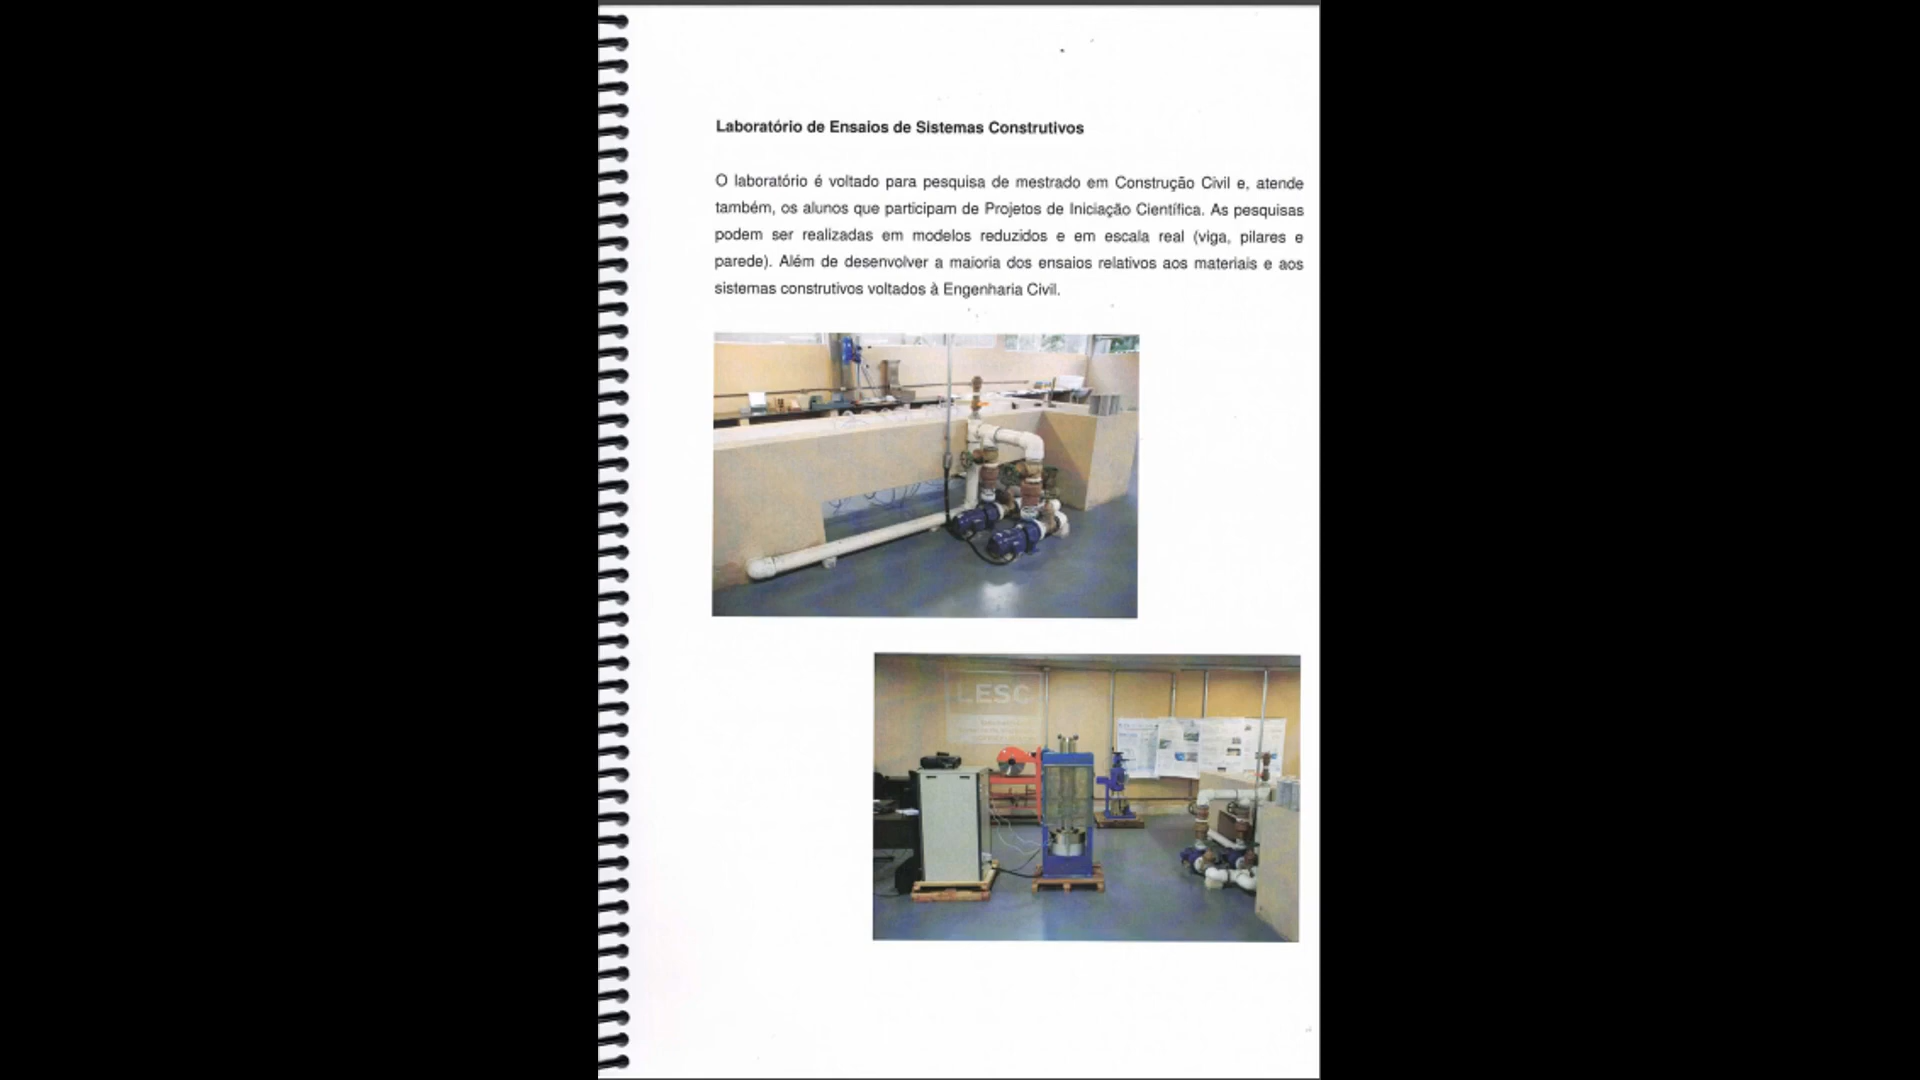 Laboratório de Ensaios de Sistemas Construtivos
O laboratório é voltado para pesquisa de mestrado em Construção Civil e, atende
também, os alunos que participam de Projetos de Iniciação Científica. As pesquisas
podem ser realizadas em modelos reduzidos e em escala real (viga, pilares e
parede). Além de desenvolver a maioria dos ensaios relativos aos materiais e aos
sistemas construtivos voltados à Engenharia Civil.
LESC